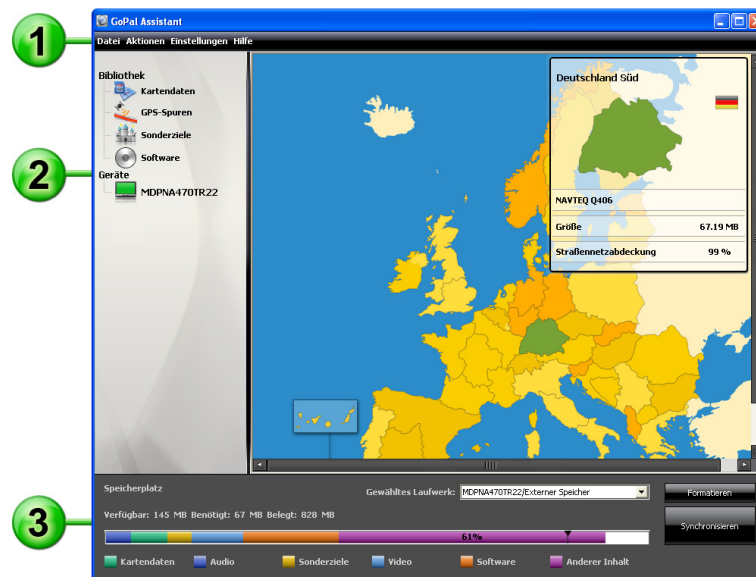 GoPal Assistant
1
Datei Aktionen Einstellungen Hilfe
Bibliothek
Kartendaten
GPS-Spuren
Sonderziele
Software
2
Geräte
MDPNA470TR22
Deutschland Süd
NAVTEQ Q406
Größe 67.19 MB
Straßennetzabdeckung 99 %
Speicherplatz
Gewähltes Laufwerk: MDPNA470TR22/Externer Speicher
Formatieren
3
Verfügbar: 145 MB Benötigt: 67 MB Belegt: 828 MB
Synchronisieren
61%
Kartendaten Audio Sonderziele Video Software Anderer Inhalt